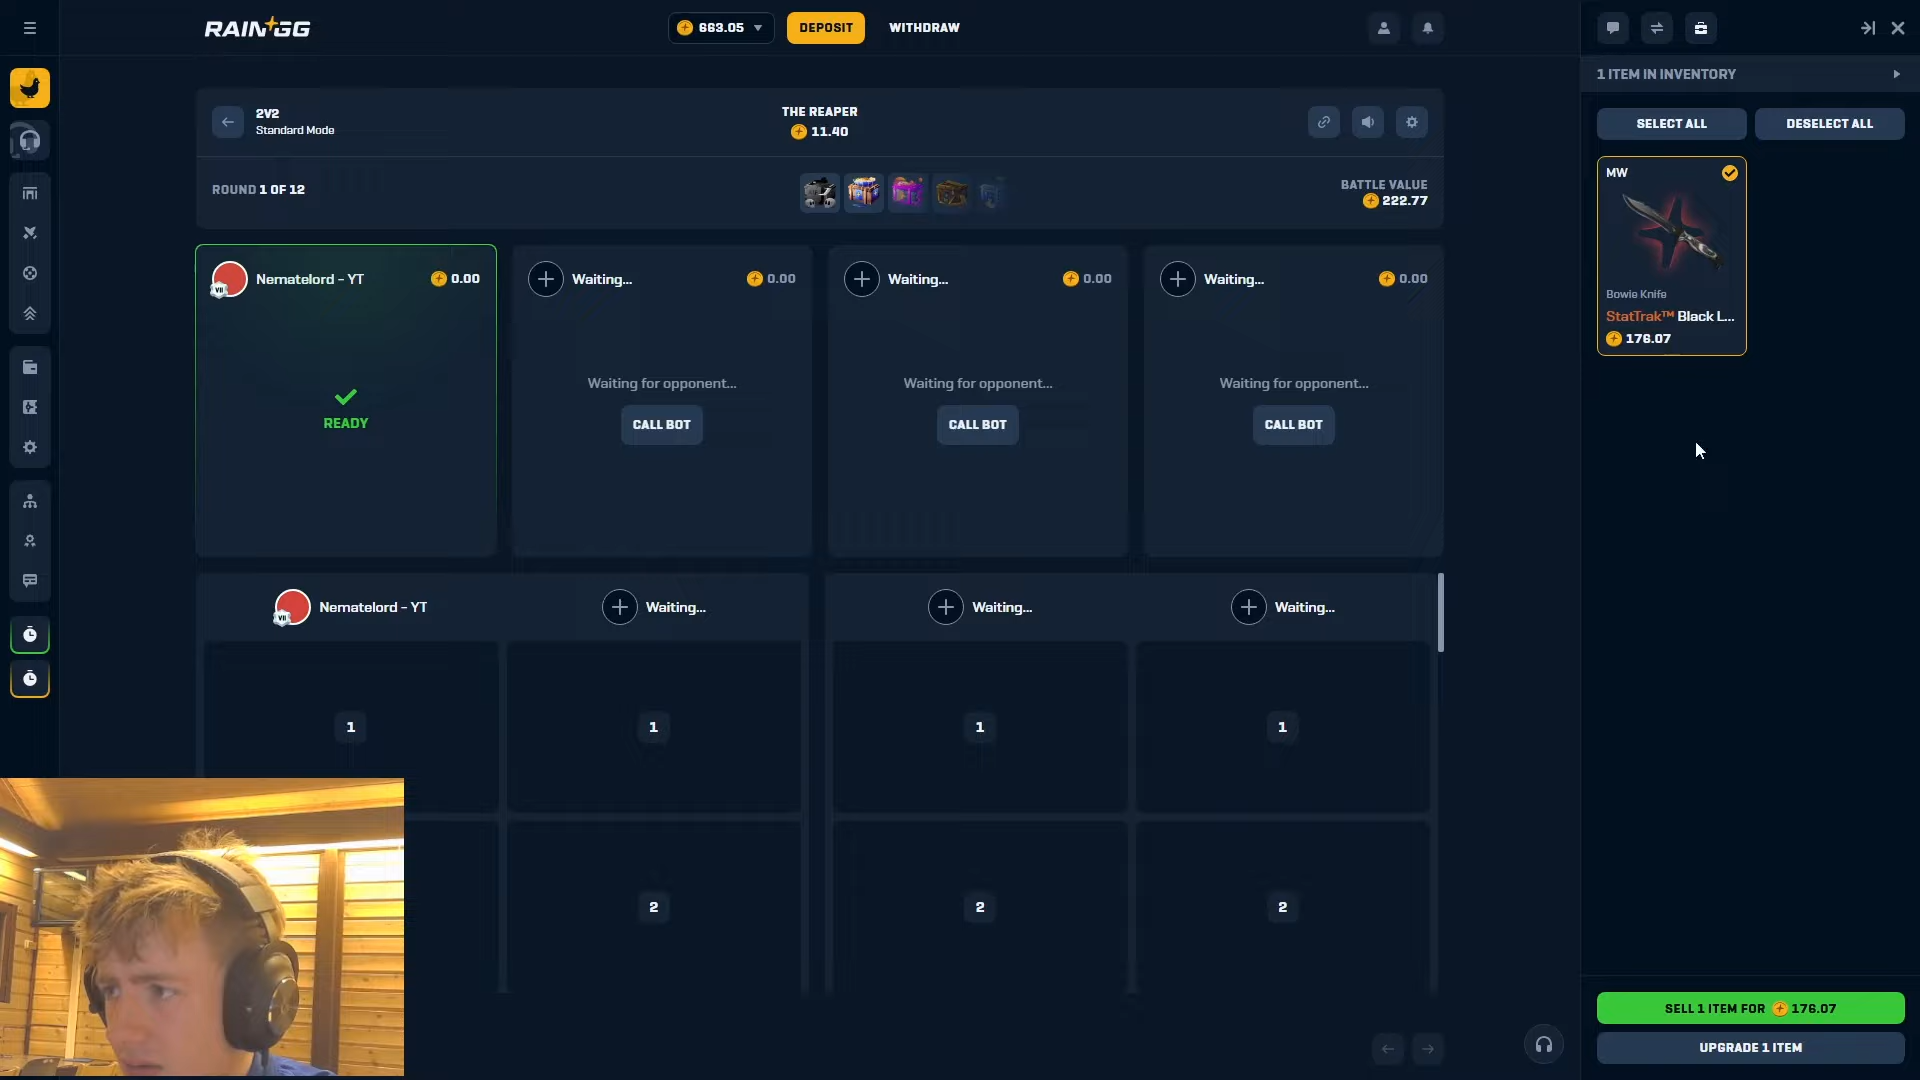 RAIN GG
663.05
DEPOSIT
WITHDRAW
2V2
Standard Mode
THE REAPER
11.40
ROUND 1 OF 12
BATTLE VALUE
222.77
VII
Nematelord - YT
0.00
Waiting...
0.00
Waiting...
0.00
Waiting...
0.00
READY
Waiting for opponent...
CALL BOT
Waiting for opponent...
CALL BOT
Waiting for opponent...
CALL BOT
VII
Nematelord - YT
Waiting...
Waiting...
Waiting...
1
1
1
1
2
2
2
1 ITEM IN INVENTORY
SELECT ALL
DESELECT ALL
MW
Bowie Knife
StatTrak™ Black L...
176.07
SELL 1 ITEM FOR 176.07
UPGRADE 1 ITEM